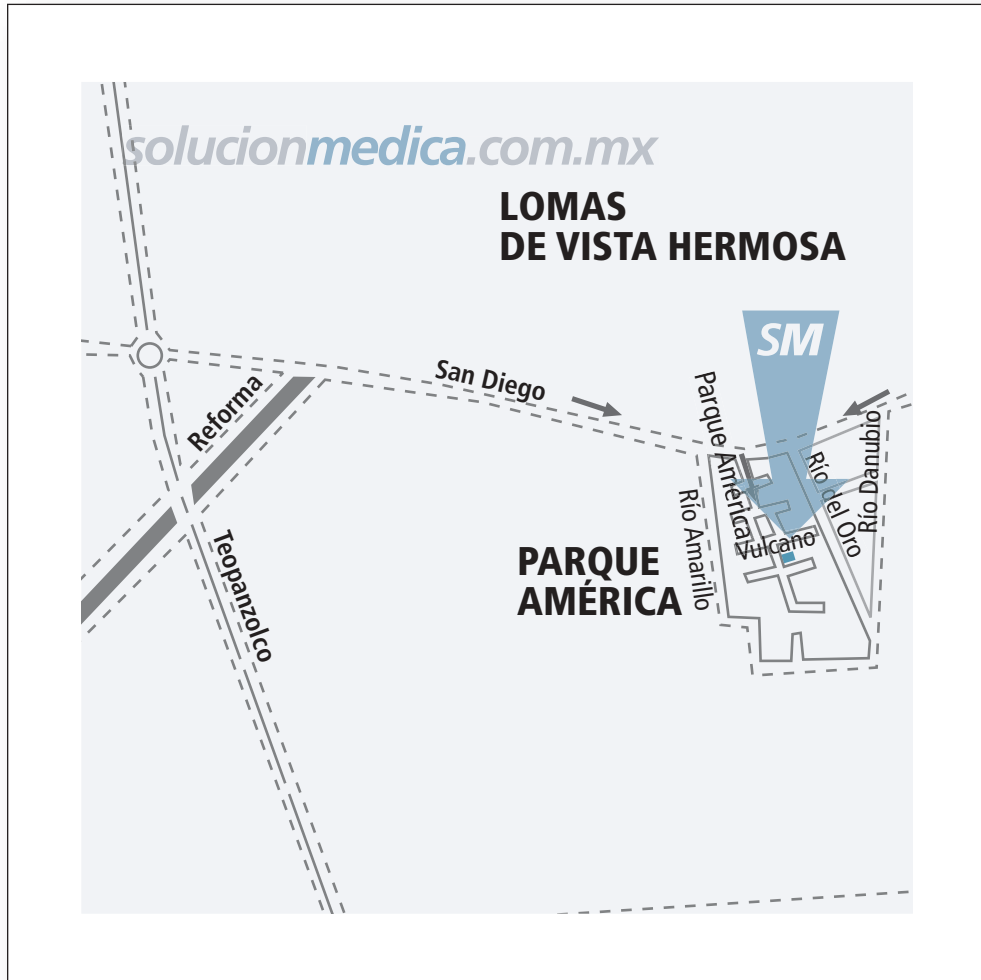 solucionmedica.com.mx
LOMAS
DE VISTA HERMOSA
SM
San Diego
Reforma
Parque América
Río del Oro
Río Danubio
Río Amarillo
Vulcano
PARQUE
AMÉRICA
Teopanzolco